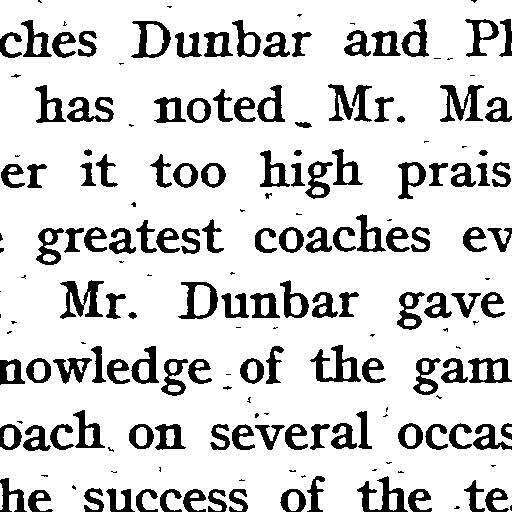 ches Dunbar and Pl
has noted Mr. Ma
er it too high prais
e greatest coaches ev
Mr. Dunbar gave
nowledge of the gam
oach on several occas
he success of the te